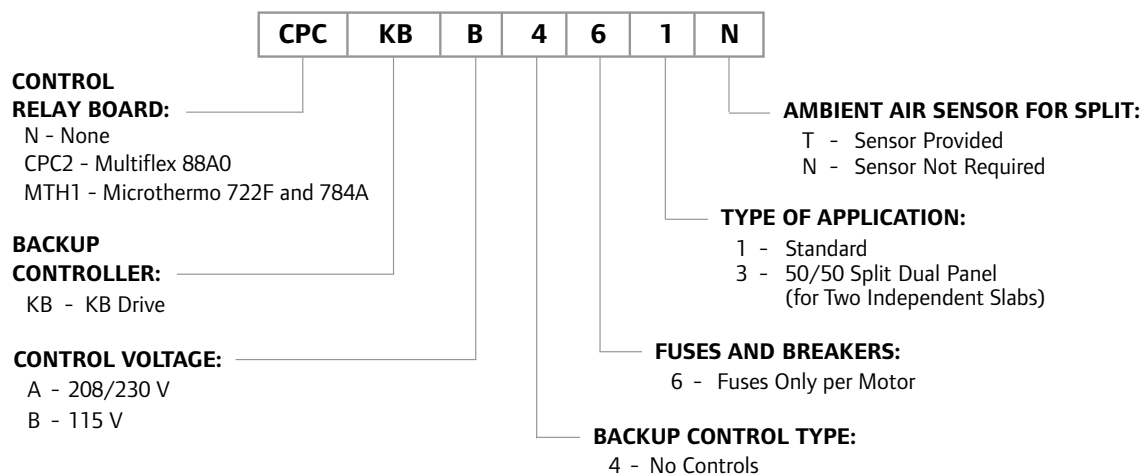 CPC KB B 4 6 1 N
CONTROL
RELAY BOARD:
N - None
CPC2 - Multiflex 88A0
MTH1 - Microthermo 722F and 784A
BACKUP
CONTROLLER:
KB - KB Drive
CONTROL VOLTAGE:
A - 208/230 V
B - 115 V
AMBIENT AIR SENSOR FOR SPLIT:
T - Sensor Provided
N - Sensor Not Required
TYPE OF APPLICATION:
1 - Standard
3 - 50/50 Split Dual Panel
(for Two Independent Slabs)
FUSES AND BREAKERS:
6 - Fuses Only per Motor
BACKUP CONTROL TYPE:
4 - No Controls